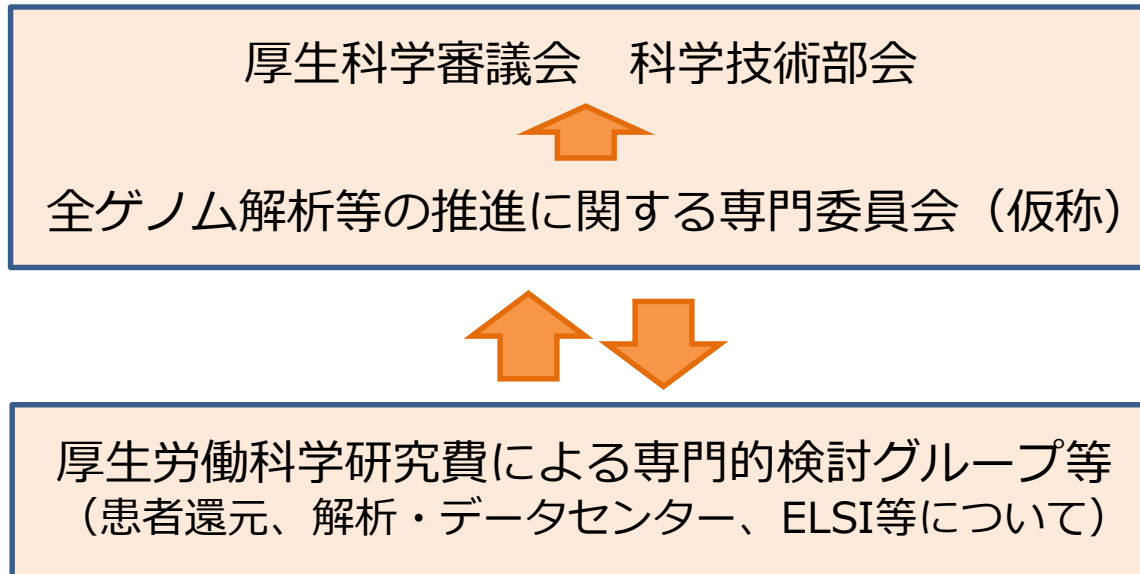 厚生科学審議会　科学技術部会
全ゲノム解析等の推進に関する専門委員会（仮称）
厚生労働科学研究費による専門的検討グループ等
（患者還元、解析・データセンター、ELSI等について）